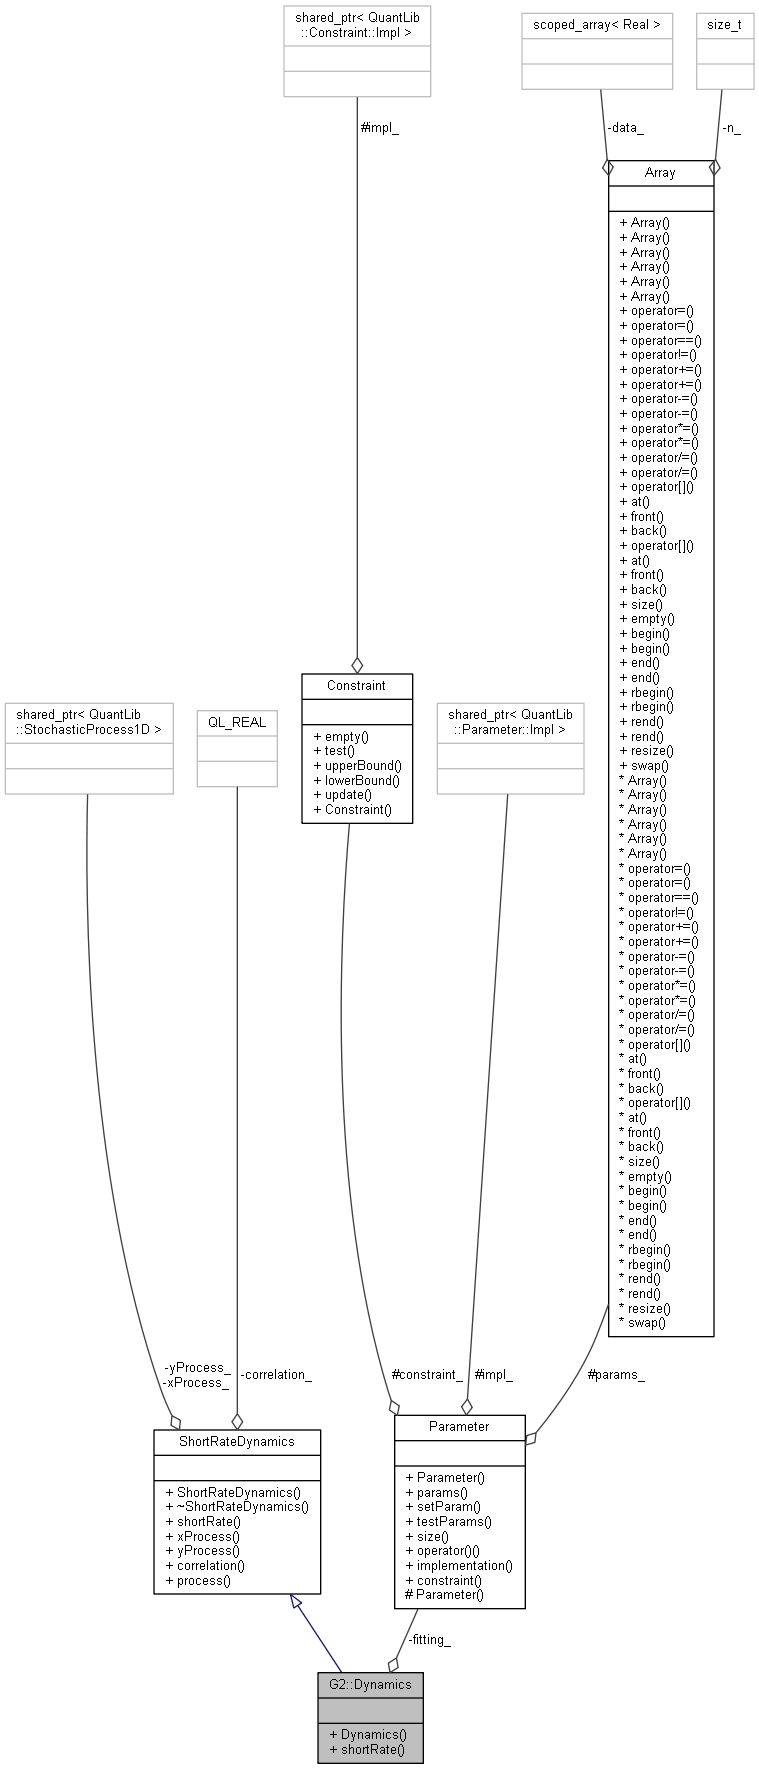 shared_ptr< QuantLib
::Constraint::Impl >
scoped_array< Real >
size_t
#impl_
-data_
-n_
Array
+ Array()
+ Array()
+ Array()
+ Array()
+ Array()
+ Array()
+ operator=()
+ operator=()
+ operator==()
+ operator!=()
+ operator+=()
+ operator+=()
+ operator-=()
+ operator-=()
+ operator*=()
+ operator*=()
+ operator/=()
+ operator/=()
+ operator[]()
+ at()
+ front()
+ back()
+ operator[]()
+ at()
+ front()
+ back()
+ size()
+ empty()
+ begin()
+ begin()
+ end()
+ end()
+ rbegin()
+ rbegin()
+ rend()
+ rend()
+ resize()
+ swap()
* Array()
* Array()
* Array()
* Array()
* Array()
* Array()
* operator=()
* operator=()
* operator==()
* operator!=()
* operator+=()
* operator+=()
* operator-=()
* operator-=()
* operator*=()
* operator*=()
* operator/=()
* operator/=()
* operator[]()
* at()
* front()
* back()
* operator[]()
* at()
* front()
* back()
* size()
* empty()
* begin()
* begin()
* end()
* end()
* rbegin()
* rbegin()
* rend()
* rend()
* resize()
* swap()
Constraint
+ empty()
+ test()
+ upperBound()
+ lowerBound()
+ update()
+ Constraint()
shared_ptr< QuantLib
::StochasticProcess1D >
QL_REAL
shared_ptr< QuantLib
::Parameter::Impl >
-yProcess_
-xProcess_
-correlation_
#constraint_
#impl_
#params_
ShortRateDynamics
+ ShortRateDynamics()
+ ~ShortRateDynamics()
+ shortRate()
+ xProcess()
+ yProcess()
+ correlation()
+ process()
Parameter
+ Parameter()
+ params()
+ setParam()
+ testParams()
+ size()
+ operator()()
+ implementation()
+ constraint()
# Parameter()
-fitting_
G2::Dynamics
+ Dynamics()
+ shortRate()